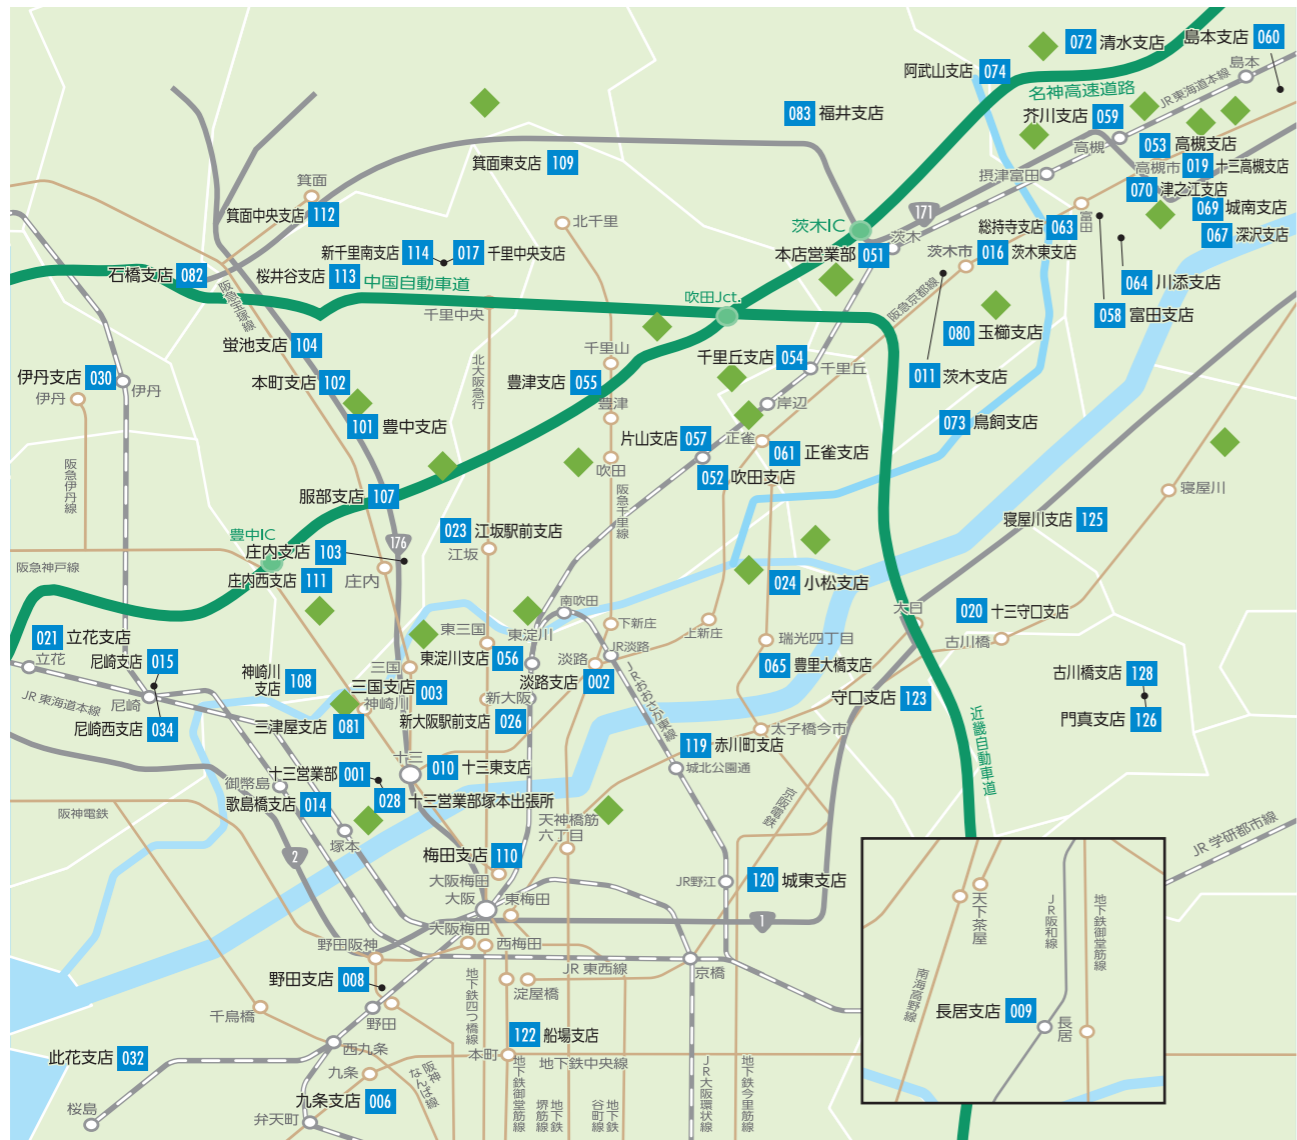 072 清水支店
島本支店 060
島本
阿武山支店 074
名神高速道路
JR東海道本線
083 福井支店
芥川支店 059
高槻
053 高槻支店
箕面東支店 109
高槻市
019 十三高槻支店
摂津富田
070 津之江支店
箕面
069 城南支店
箕面中央支店 112
北千里
171
茨木IC
茨木
総持寺支店 063
富田
067 深沢支店
新千里南支店 114
017 千里中央支店
本店営業部 051
茨木市
016 茨木東支店
石橋支店 082
桜井谷支店 113
中国自動車道
064 川添支店
阪急宝塚線
吹田Jct.
阪急京都線
千里中央
058 富田支店
080 玉櫛支店
蛍池支店 104
千里山
千里丘支店 054
千里丘
伊丹支店 030
伊丹
伊丹
本町支店 102
北大阪急行
豊津支店 055
011 茨木支店
豊津
岸辺
101 豊中支店
073 鳥飼支店
片山支店 057
正雀
061 正雀支店
吹田
052 吹田支店
阪急伊丹線
阪急千里線
寝屋川
服部支店 107
寝屋川支店 125
023 江坂駅前支店
豊中IC
176
江坂
庄内支店 103
阪急神戸線
庄内西支店 111
庄内
024 小松支店
南吹田
大日
020 十三守口支店
021 立花支店
立花
東三国
東淀川
下新庄
上新庄
瑞光四丁目
古川橋
尼崎支店 015
東淀川支店 056
淡路
JR淡路
065 豊里大橋支店
三国
古川橋支店 128
神崎川
支店
108
三国支店 003
淡路支店 002
尼崎
JR東海道本線
神崎川
新大阪
JRおおさか東線
守口支店 123
門真支店 126
尼崎西支店 034
三津屋支店 081
新大阪駅前支店 026
太子橋今市
近畿自動車道
119 赤川町支店
十三
010 十三東支店
城北公園通
十三営業部 001
御幣島
028 十三営業部塚本出張所
歌島橋支店 014
京阪電鉄
阪神電鉄
天神橋筋
六丁目
塚本
JR学研都市線
2
梅田支店 110
大阪梅田
JR野江
120 城東支店
大阪
東梅田
1
天下茶屋
JR阪和線
地下鉄御堂筋線
大阪梅田
西梅田
野田阪神
JR東西線
京橋
南海高野線
野田支店 008
地下鉄四つ橋線
淀屋橋
千鳥橋
野田
長居支店 009
長居
122 船場支店
西九条
此花支店 032
本町
地下鉄中央線
九条
阪神なんば線
地下鉄御堂筋線
地下鉄堺筋線
地下鉄谷町線
JR大阪環状線
地下鉄今里筋線
九条支店 006
桜島
弁天町